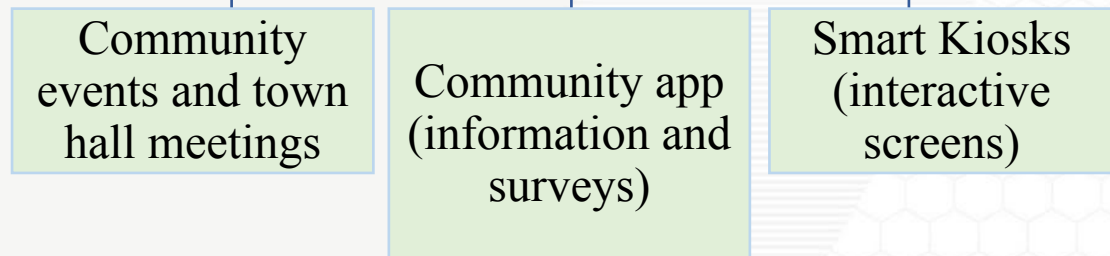 Community
events and town
hall meetings
Community app
(information and
surveys)
Smart Kiosks
(interactive
screens)